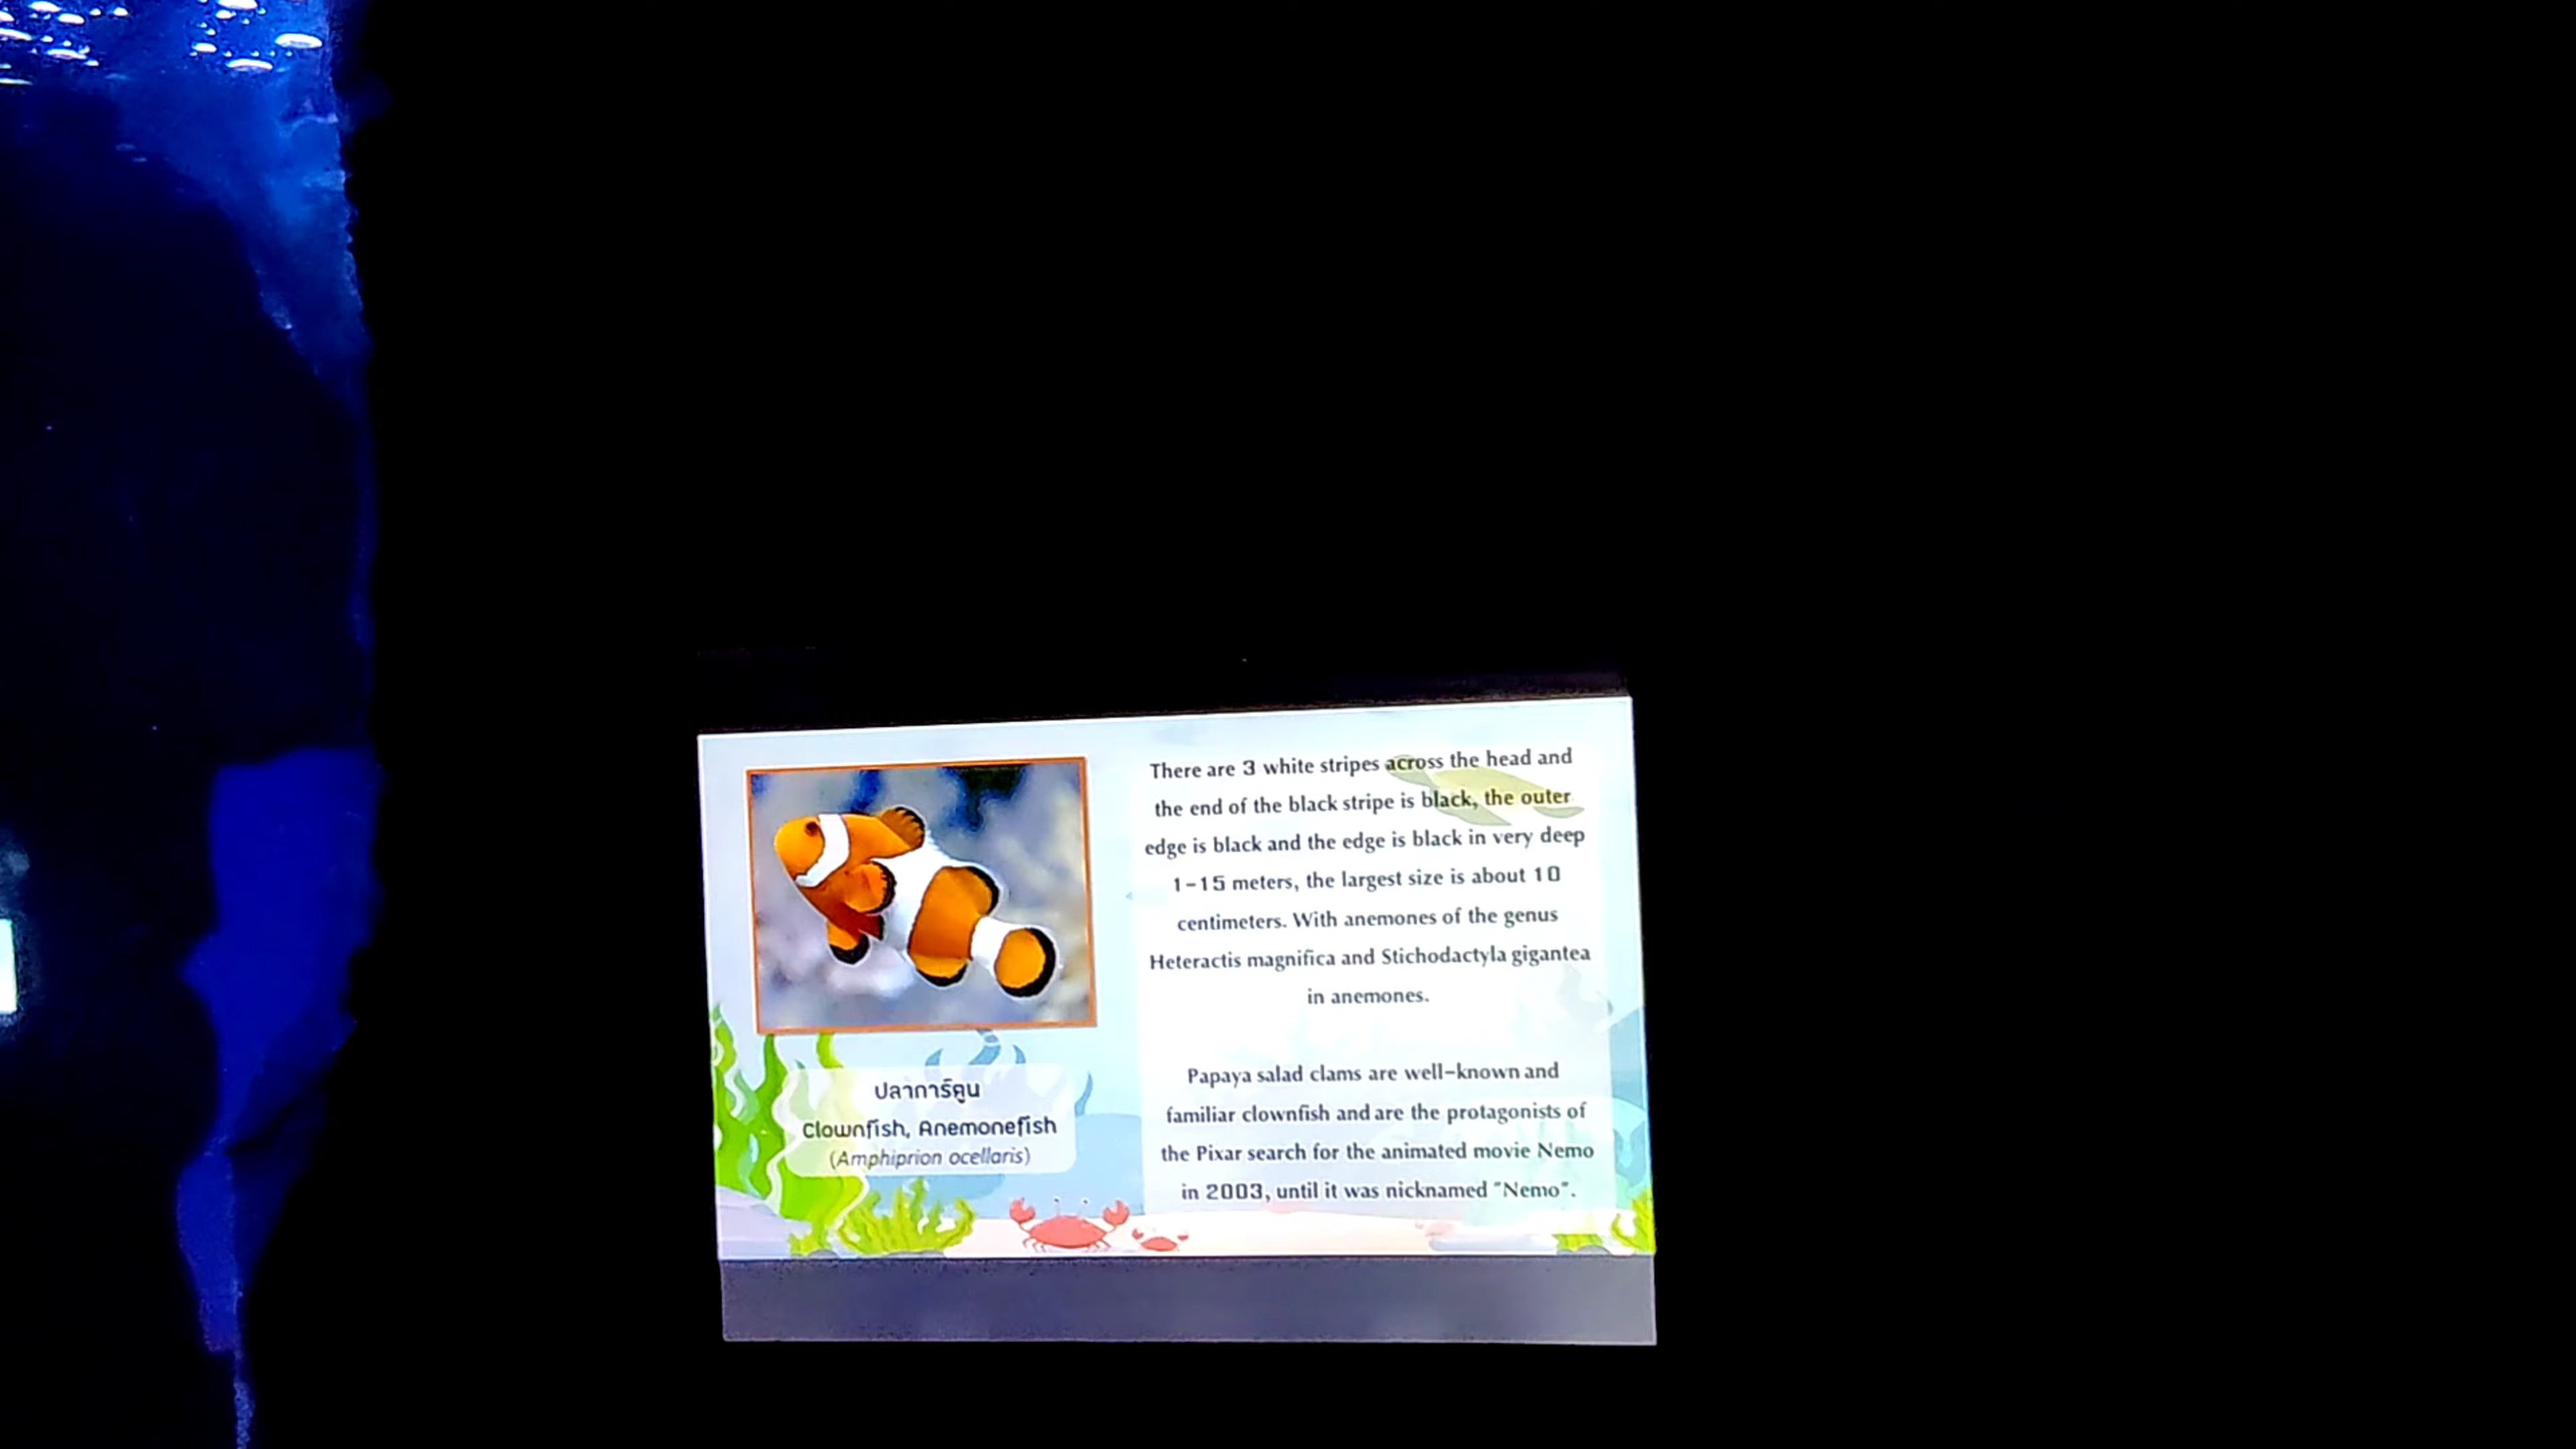 There are 3 white stripes across the head and
the end of the black stripe is black, the outer
edge is black and the edge is black in very deep
1-15 meters, the largest size is about 10
centimeters. With anemones of the genus
Heteractis magnifica and Stichodactyla gigantea
in anemones.
Papaya salad clams are well-known and
familiar clownfish and are the protagonists of
the Pixar search for the animated movie Nemo
in 2003, until it was nicknamed "Nemo".
ปลาการ์ตูน
Clownfish, Anemonefish
(Amphiprion ocellaris)